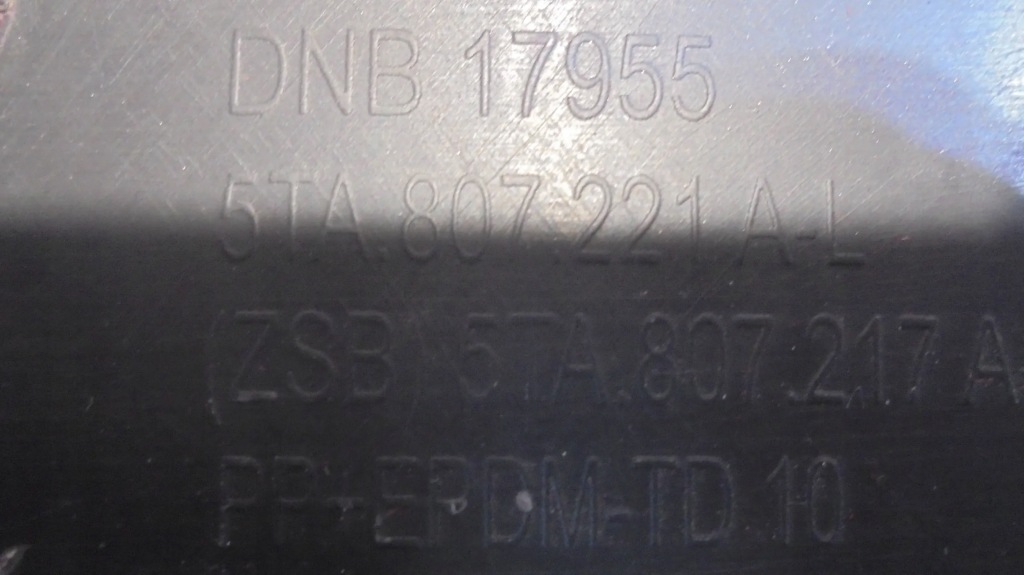 DNB 17955
5TA.807.221 A-L
(ZSB) 5TA.807.217 A
PP+EPDM-TD 10